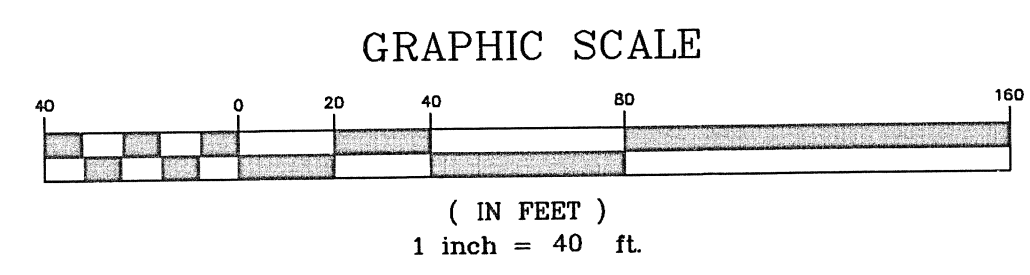 GRAPHIC SCALE
40 0 20 40 80 160
( IN FEET )
1 inch = 40 ft.